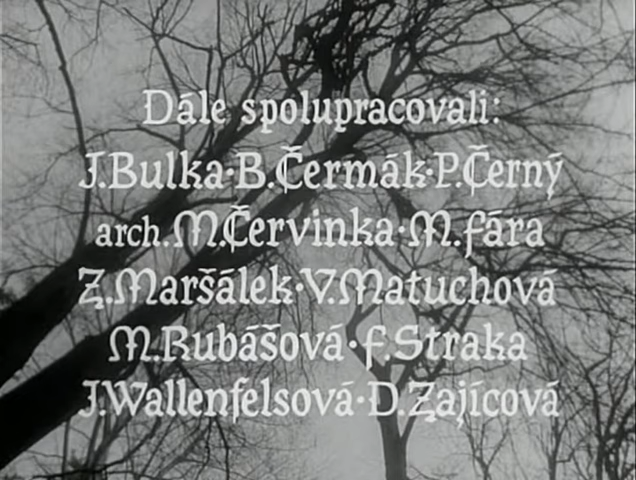 Dále spolupracovali:
J.Bulka·B.Čermák·P.Černý
arch.M.Červinka·M.Fára
Z.Maršálek·V.Matuchová
M.Rubášová·F.Straka
J.Wallenfelsová·D.Zajícová